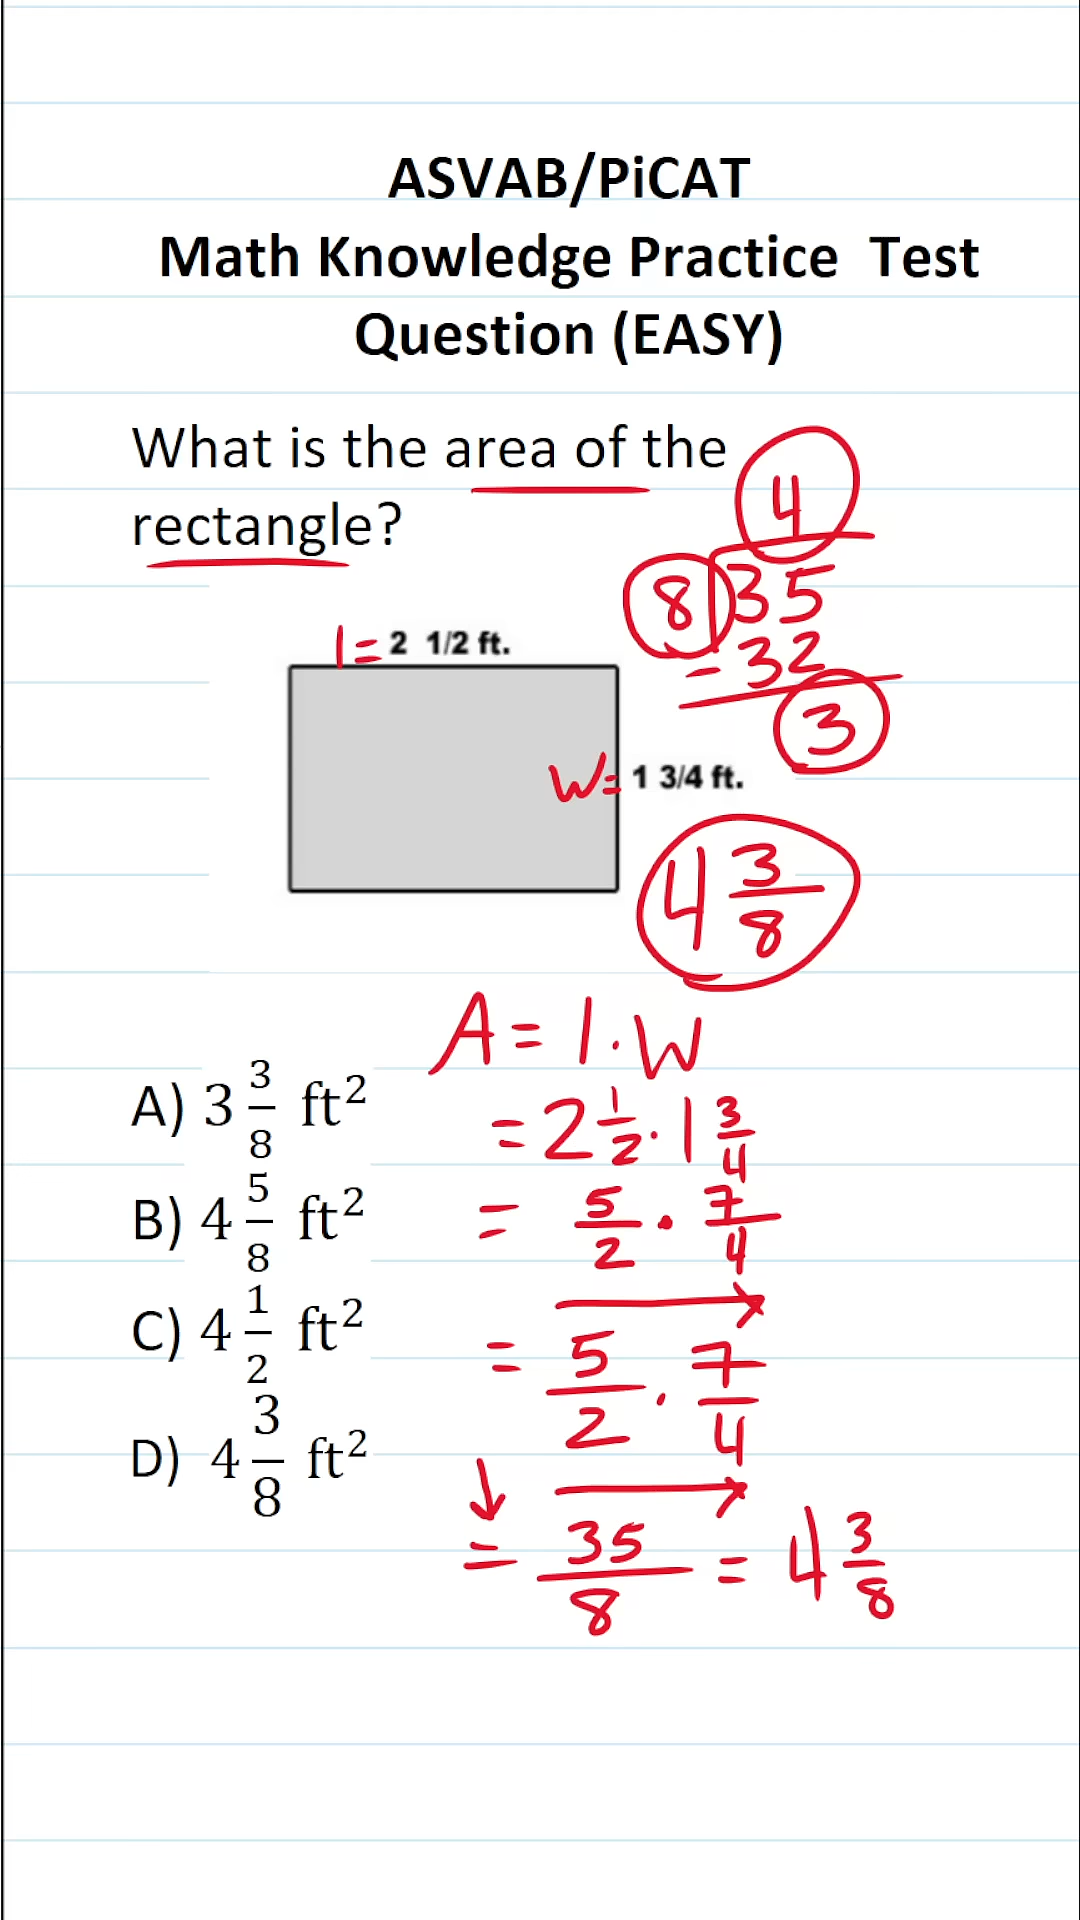 ASVAB/PiCAT
Math Knowledge Practice Test
Question (EASY)
What is the area of the
rectangle?
4
8 35
- 32
3
l = 2 1/2 ft.
W= 1 3/4 ft.
4 3/8
A = l · W
= 2 1/2 · 1 3/4
= 5/2 · 7/4
= 5/2 · 7/4
= 35/8 = 4 3/8
A) 3 3/8 ft²
B) 4 5/8 ft²
C) 4 1/2 ft²
D) 4 3/8 ft²